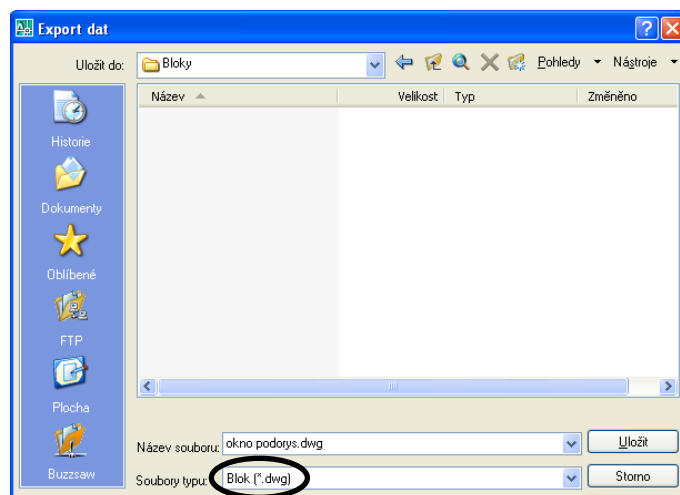 Export dat
Uložit do: Bloky Pohledy Nástroje
Název Velikost Typ Změněno
Historie
Dokumenty
Oblíbené
FTP
Plocha
Buzzsaw
Název souboru: okno podorys.dwg Uložit
Soubory typu: Blok (*.dwg) Storno